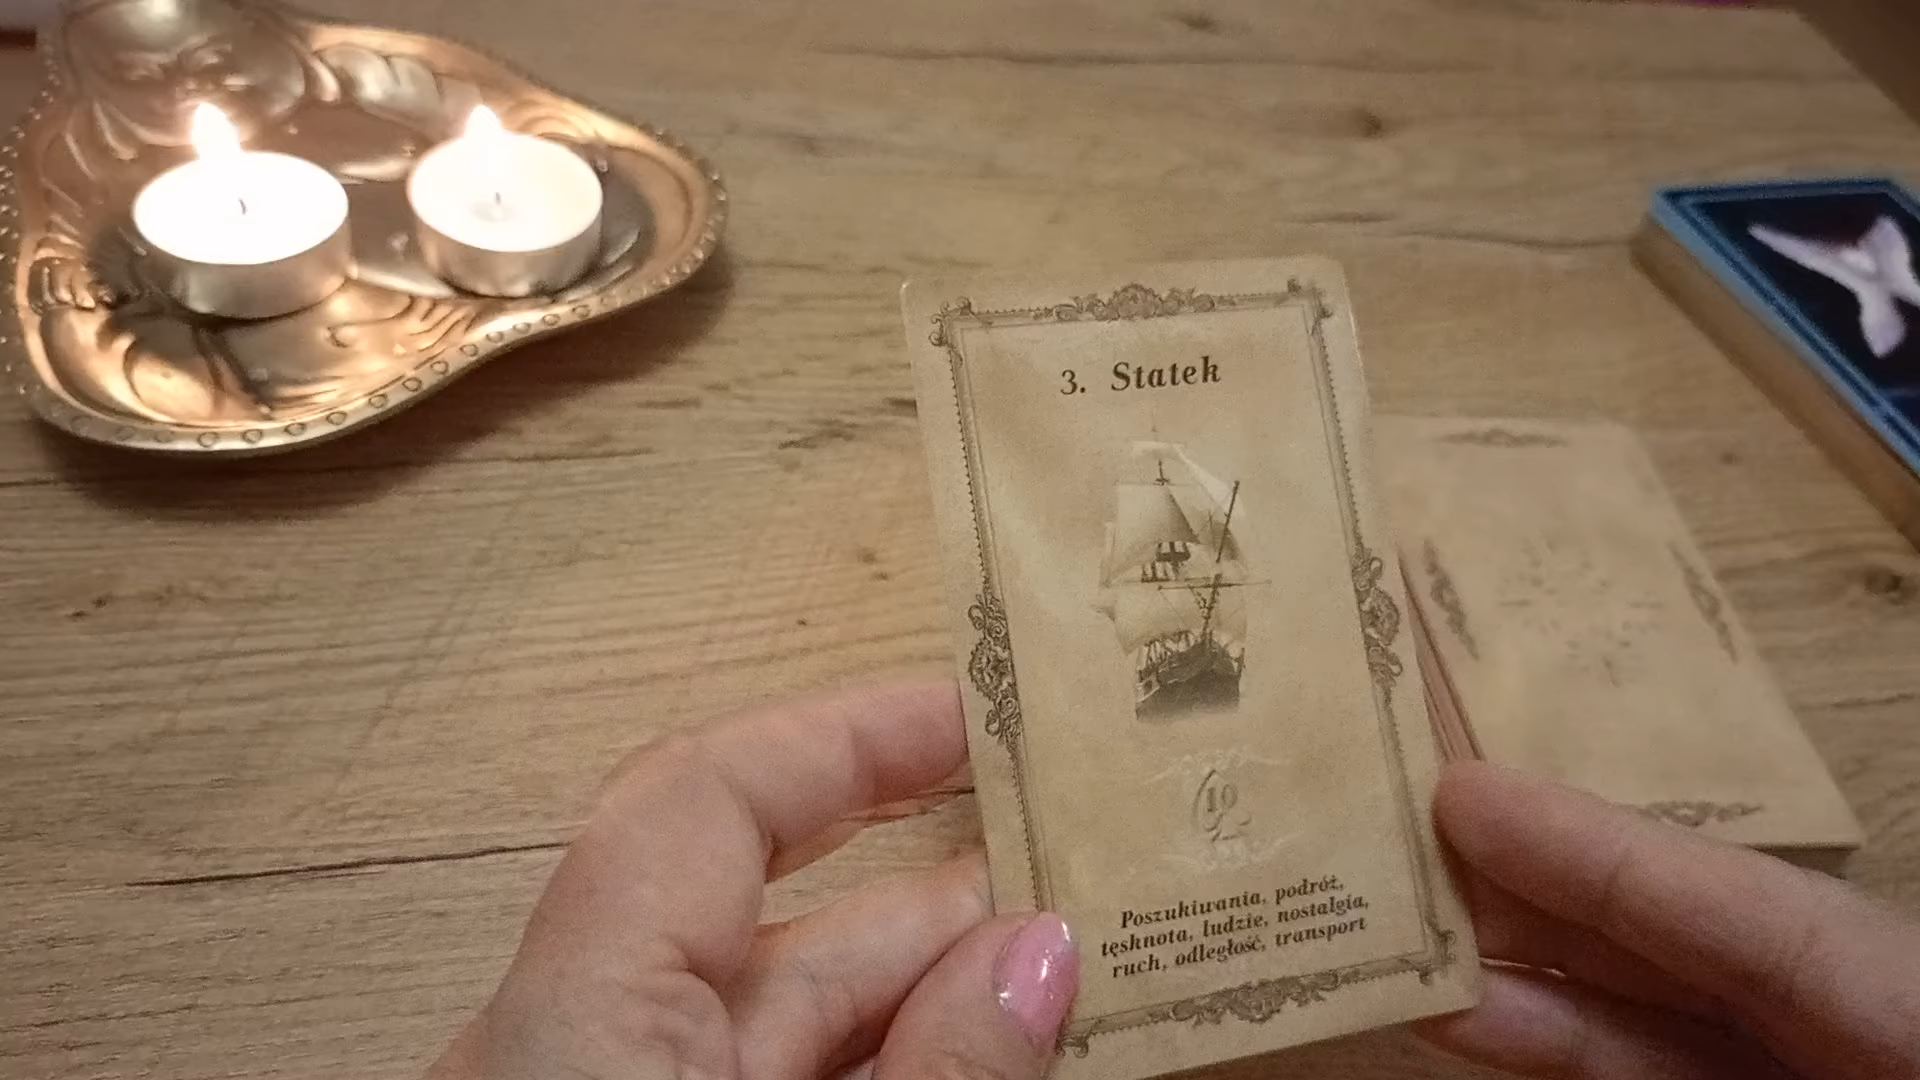 3. Statek
10
Poszukiwania, podróż,
tęsknota, ludzie, nostalgia,
ruch, odległość, transport